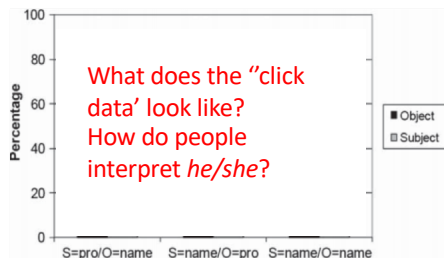 100
80
60
40
20
0
Percentage
What does the ‘’click
data’ look like?
How do people
interpret he/she?
Object
Subject
S=pro/O=name
S=name/O=pro
S=name/O=name